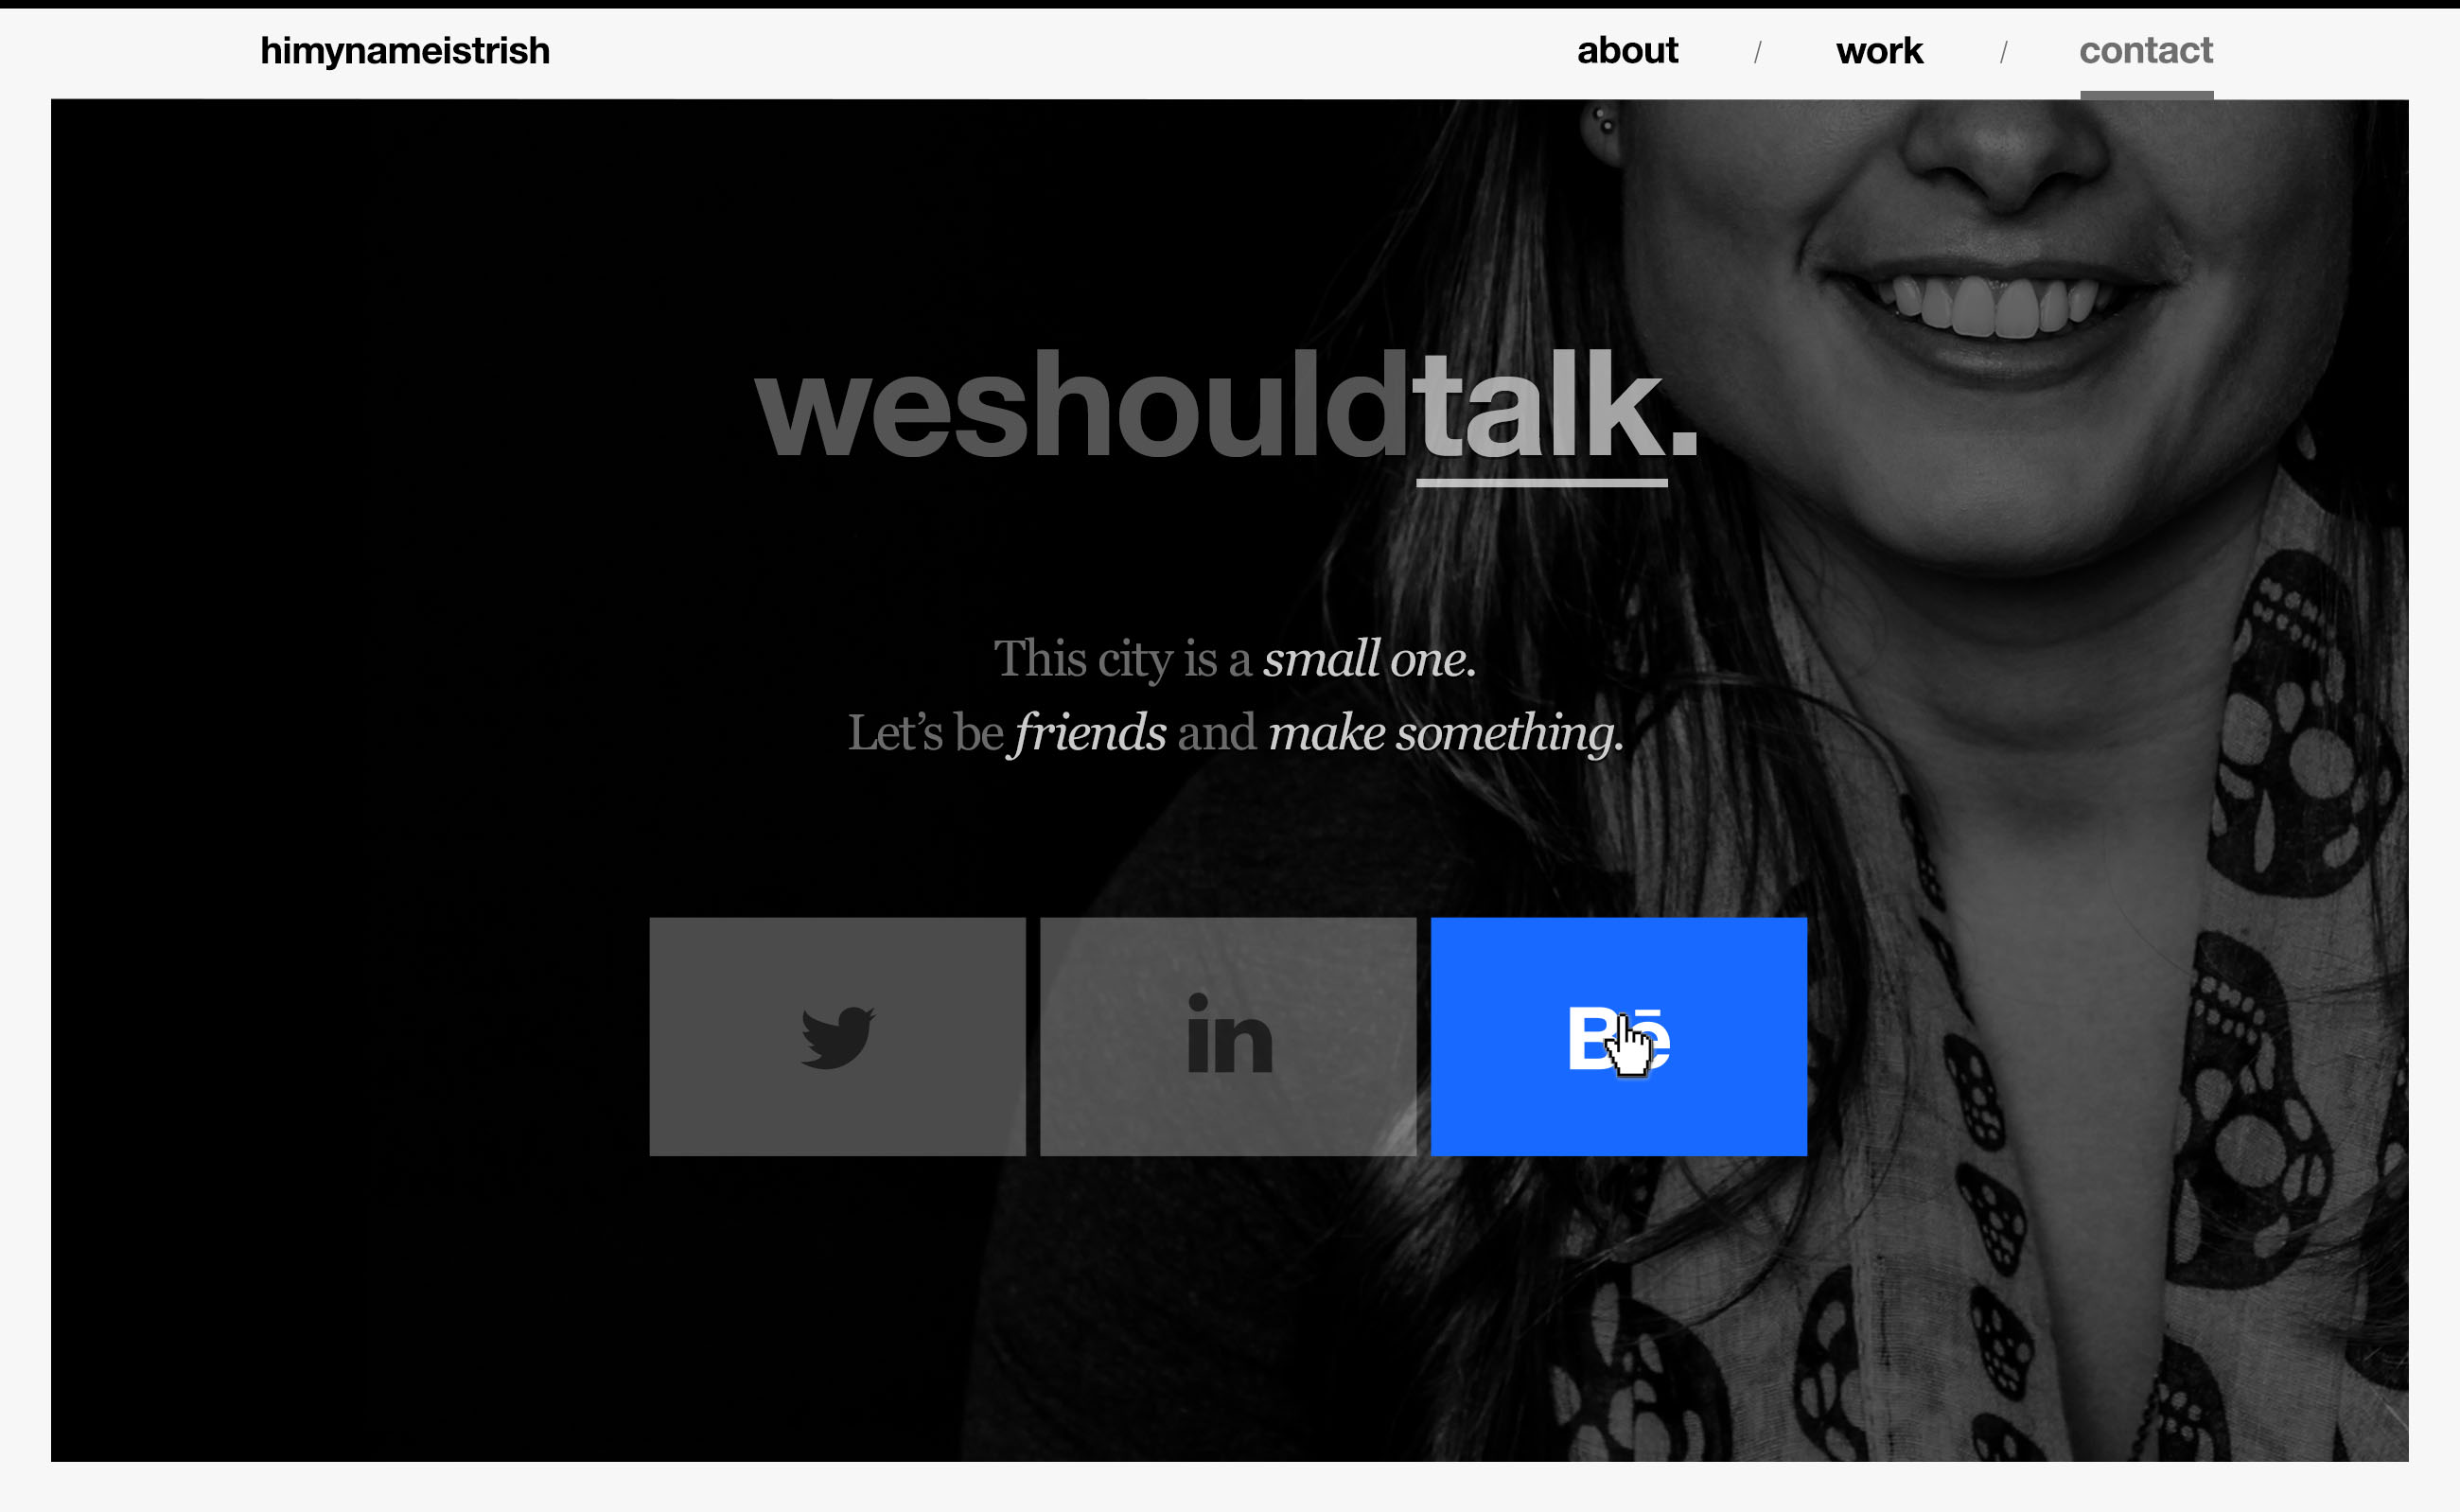 himynameistrish
about / work / contact
weshouldtalk.
This city is a small one.
Let’s be friends and make something.
in
Bē